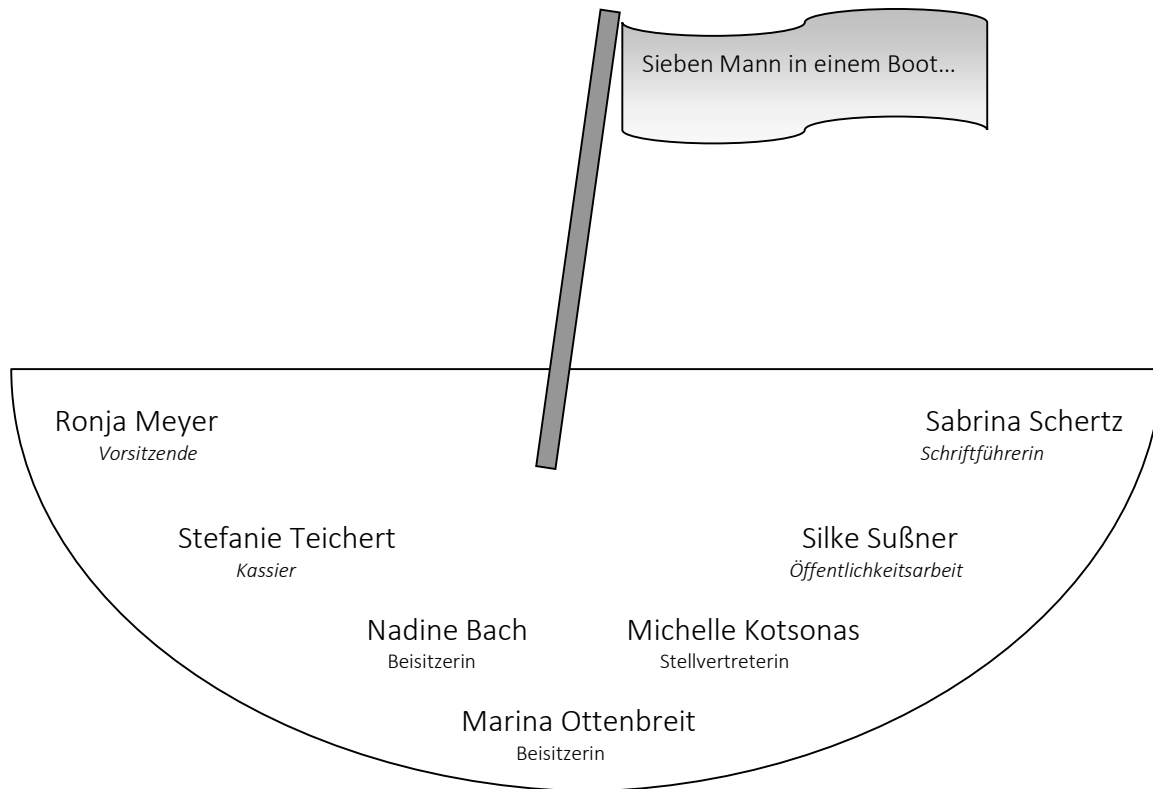 Sieben Mann in einem Boot…
Ronja Meyer
Vorsitzende
Sabrina Schertz
Schriftführerin
Stefanie Teichert
Kassier
Silke Sußner
Öffentlichkeitsarbeit
Nadine Bach
Beisitzerin
Michelle Kotsonas
Stellvertreterin
Marina Ottenbreit
Beisitzerin